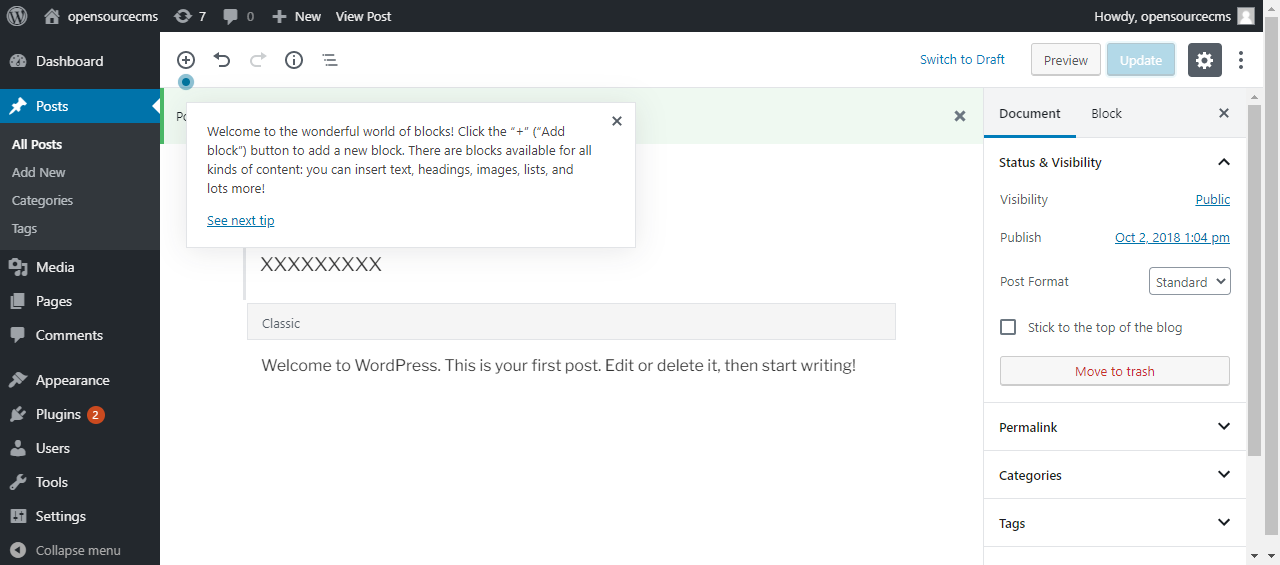 opensourcecms 7 0 New View Post Howdy, opensourcecms
Dashboard
Posts
All Posts
Add New
Categories
Tags
Media
Pages
Comments
Appearance
Plugins 2
Users
Tools
Settings
Collapse menu
Switch to Draft Preview Update
Po
Welcome to the wonderful world of blocks! Click the “+” (“Add
block”) button to add a new block. There are blocks available for all
kinds of content: you can insert text, headings, images, lists, and
lots more!
See next tip
XXXXXXXXX
Classic
Welcome to WordPress. This is your first post. Edit or delete it, then start writing!
Document Block
Status & Visibility
Visibility Public
Publish Oct 2, 2018 1:04 pm
Post Format Standard
Stick to the top of the blog
Move to trash
Permalink
Categories
Tags